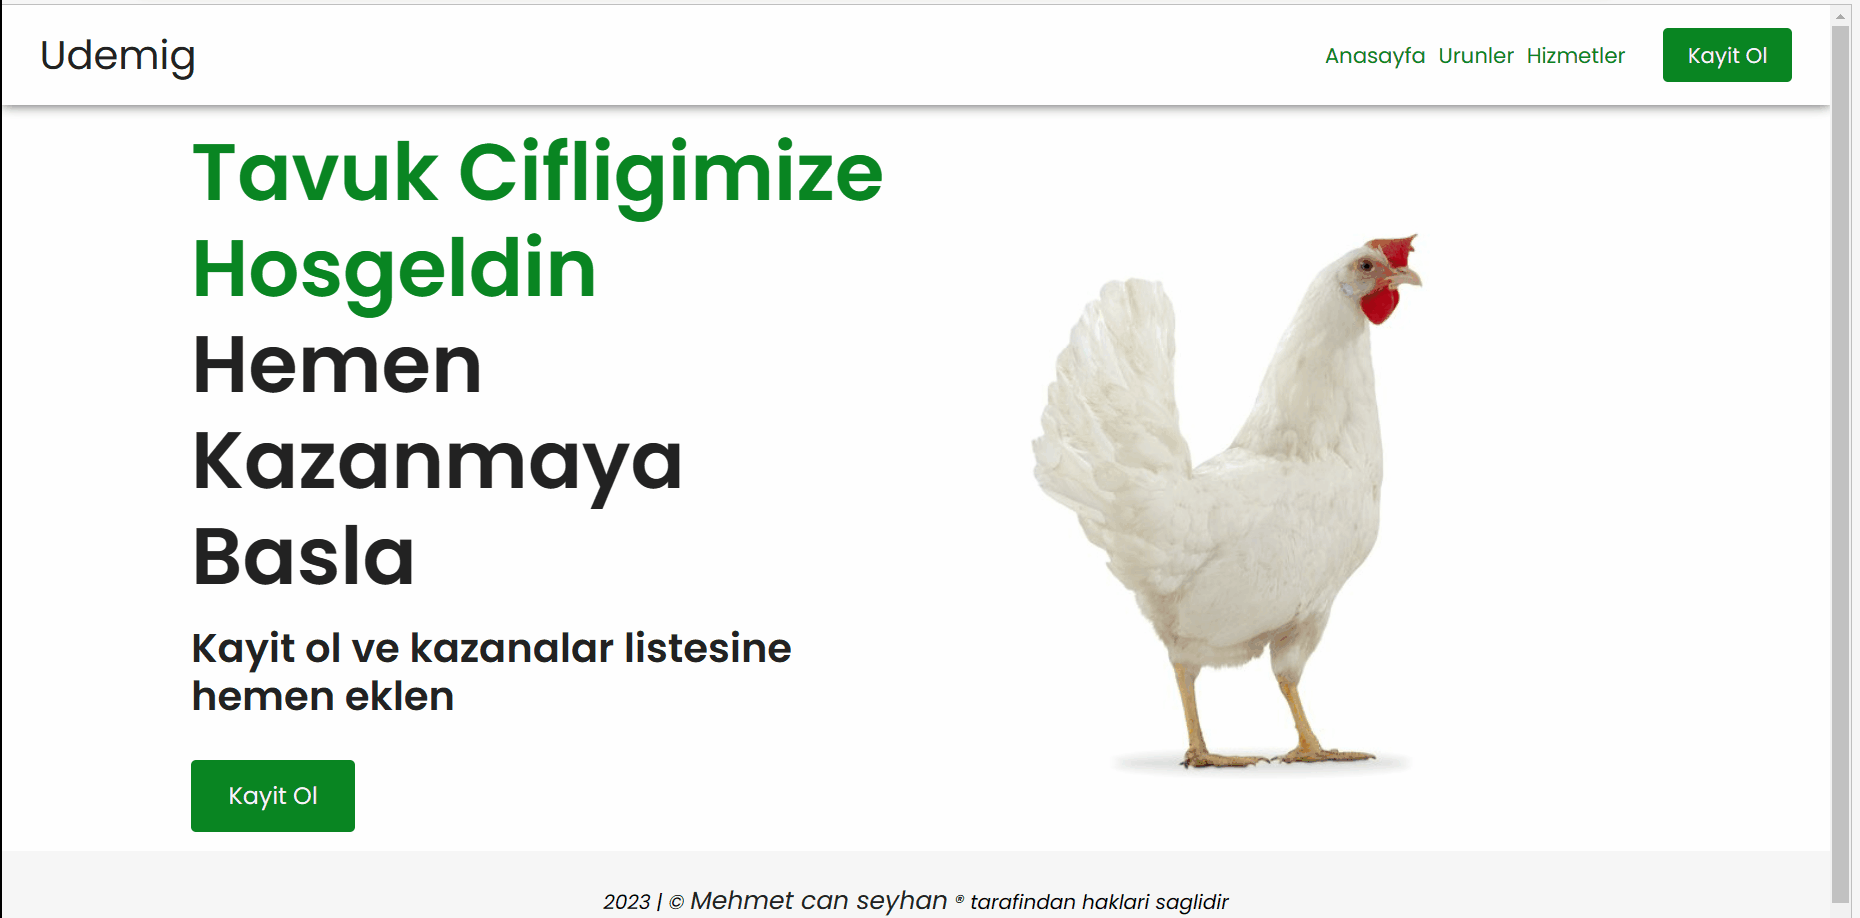 Udemig
Anasayfa Urunler Hizmetler Kayit Ol
Tavuk Cifligimize
Hosgeldin
Hemen
Kazanmaya
Basla
Kayit ol ve kazanalar listesine
hemen eklen
Kayit Ol
2023 | © Mehmet can seyhan ® tarafindan haklari saglidir